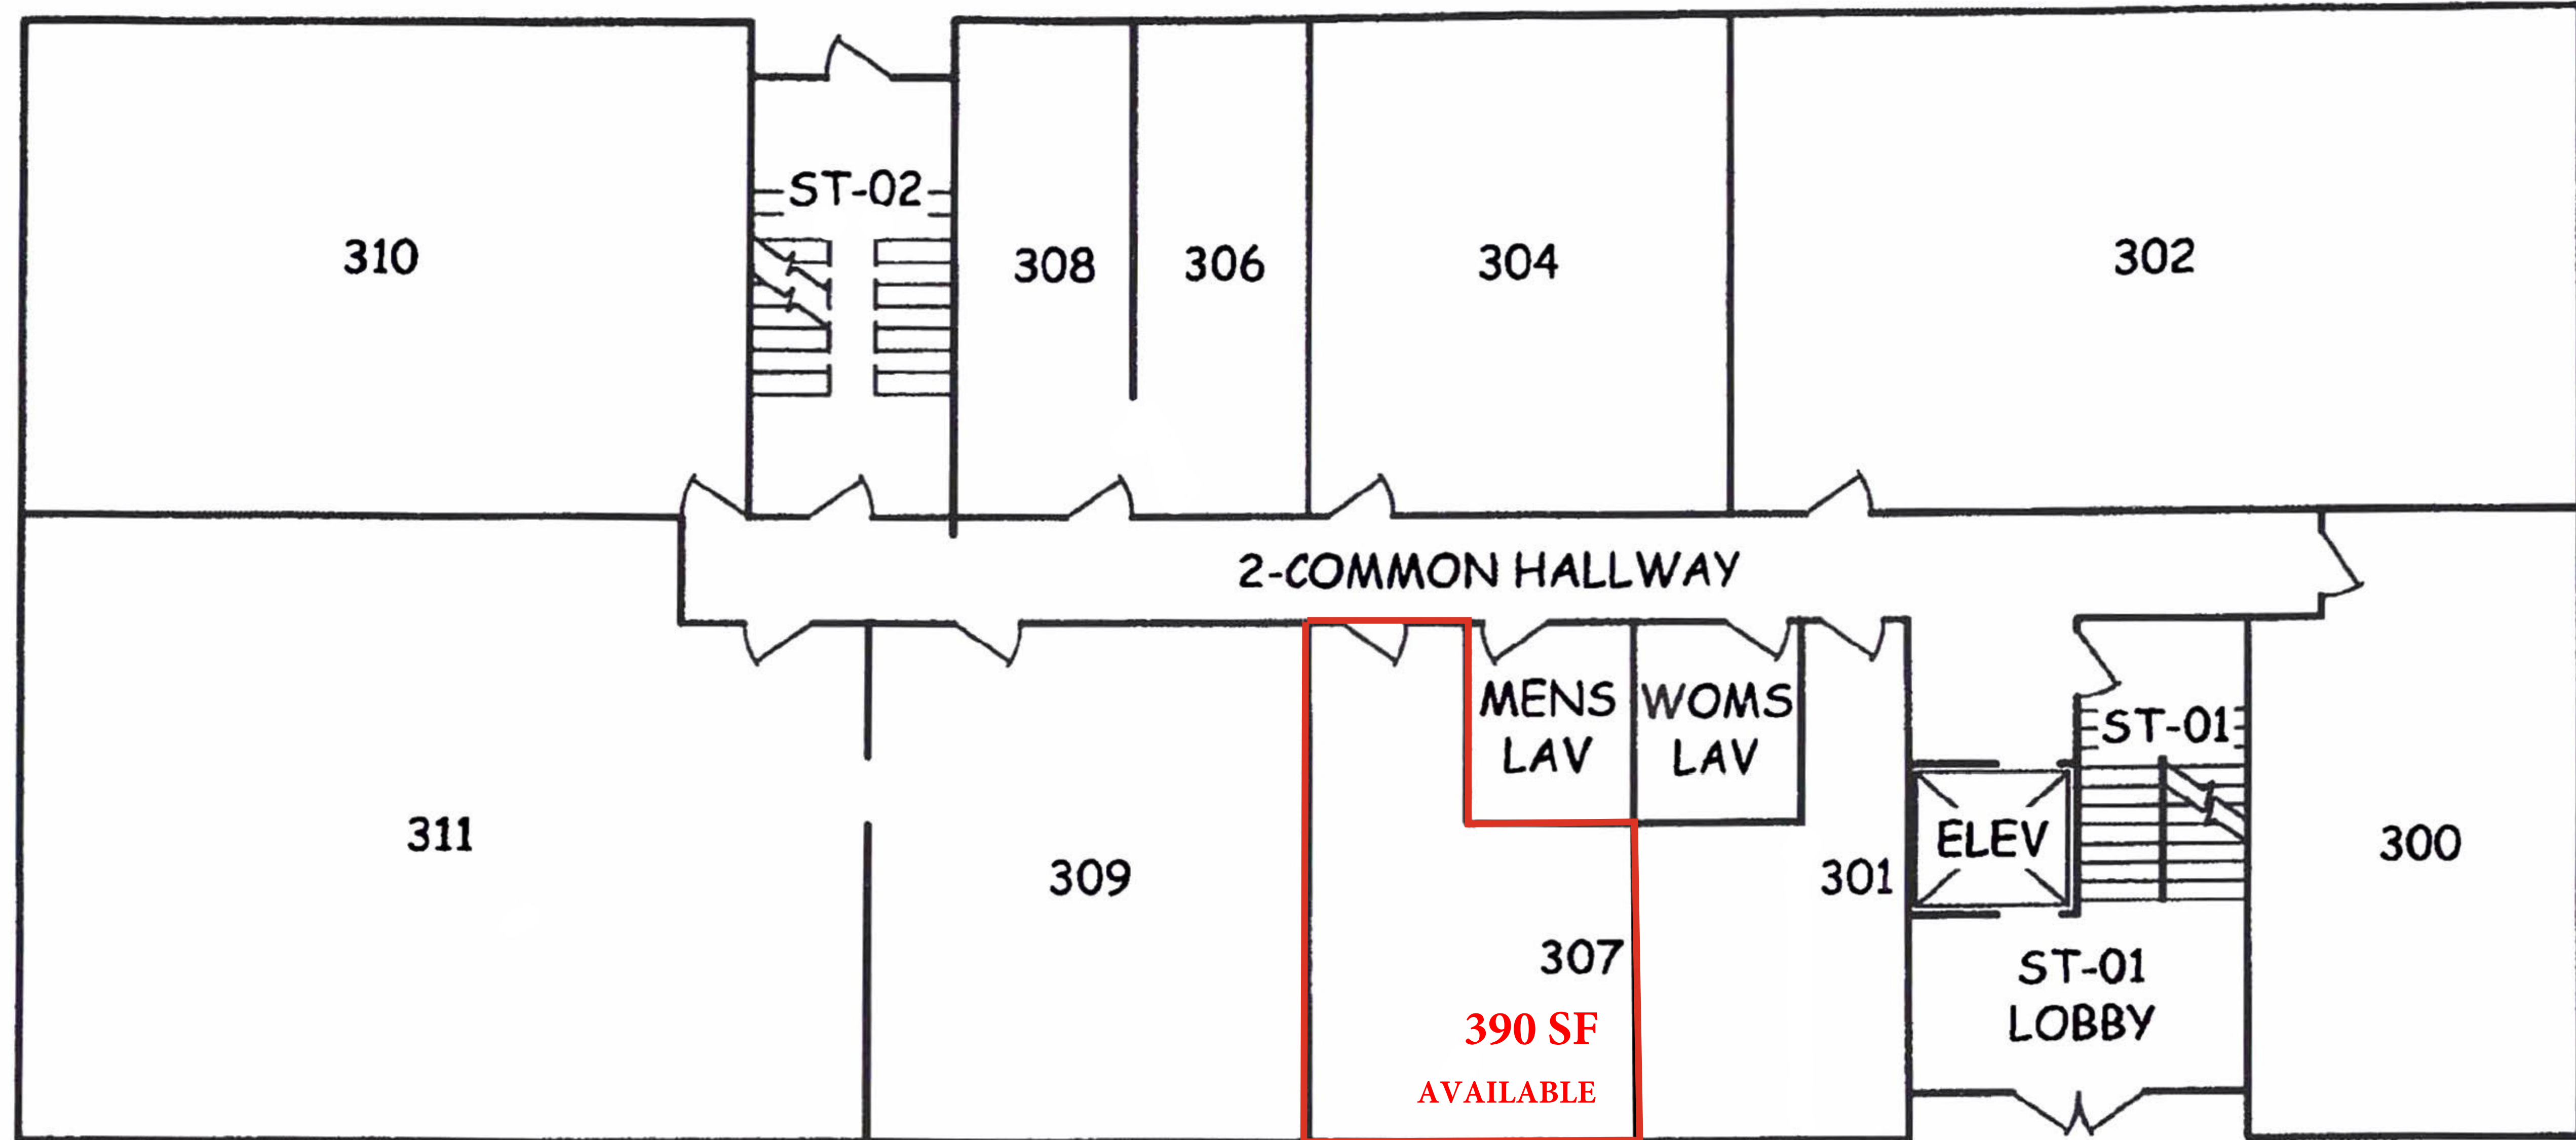 ST-02
310
308
306
304
302
2-COMMON HALLWAY
MENS
LAV
WOMS
LAV
ST-01
311
309
301
ELEV
300
307
390 SF
AVAILABLE
ST-01
LOBBY